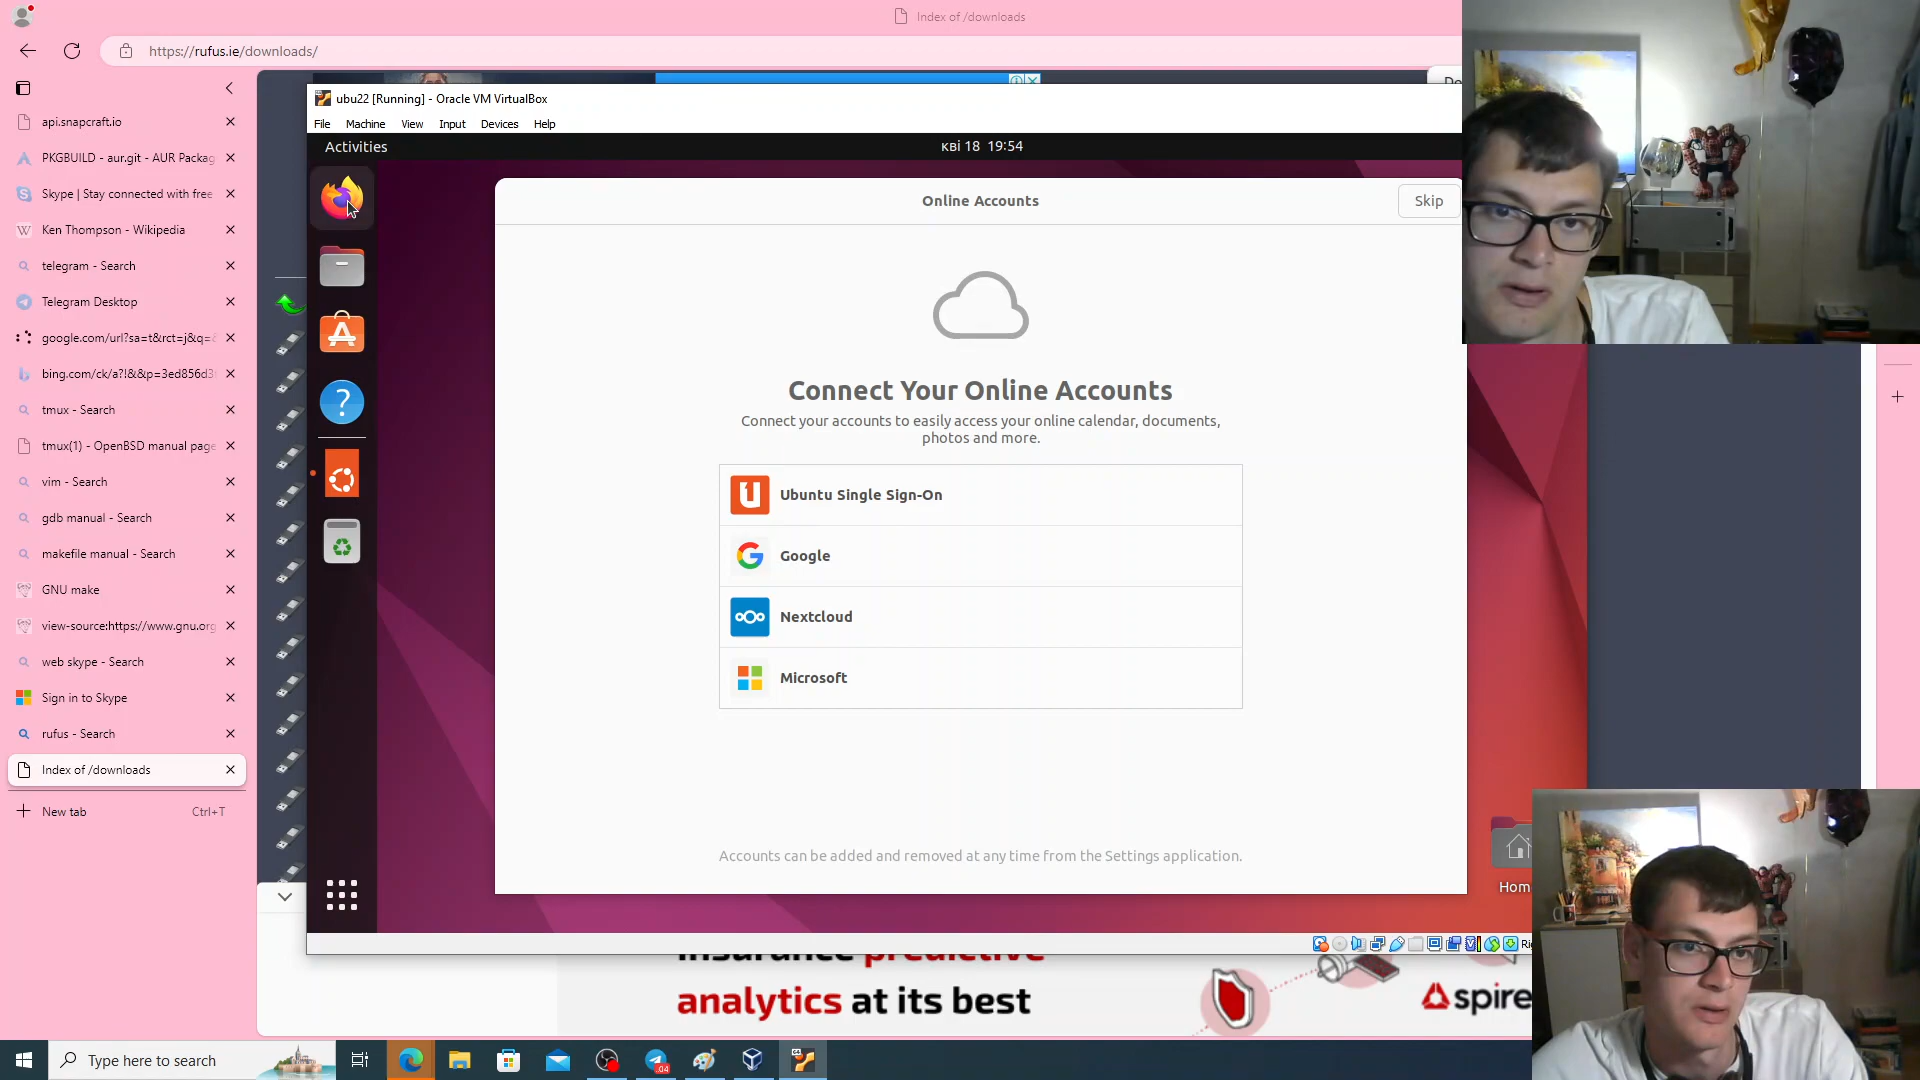 Index of /downloads
https://rufus.ie/downloads/
api.snapcraft.io
PKGBUILD - aur.git - AUR Packag
Skype | Stay connected with free
Ken Thompson - Wikipedia
telegram - Search
Telegram Desktop
google.com/url?sa=t&rct=j&q=
bing.com/ck/a?!&&p=3ed856d3
tmux - Search
tmux(1) - OpenBSD manual page
vim - Search
gdb manual - Search
makefile manual - Search
GNU make
view-source:https://www.gnu.org
web skype - Search
Sign in to Skype
rufus - Search
Index of /downloads
New tab Ctrl+T
ubu22 [Running] - Oracle VM VirtualBox
File Machine View Input Devices Help
Activities
кві 18 19:54
Online Accounts
Skip
Connect Your Online Accounts
Connect your accounts to easily access your online calendar, documents,
photos and more.
Ubuntu Single Sign-On
Google
Nextcloud
Microsoft
Accounts can be added and removed at any time from the Settings application.
Hom
insurance predictive
analytics at its best
spire
Type here to search